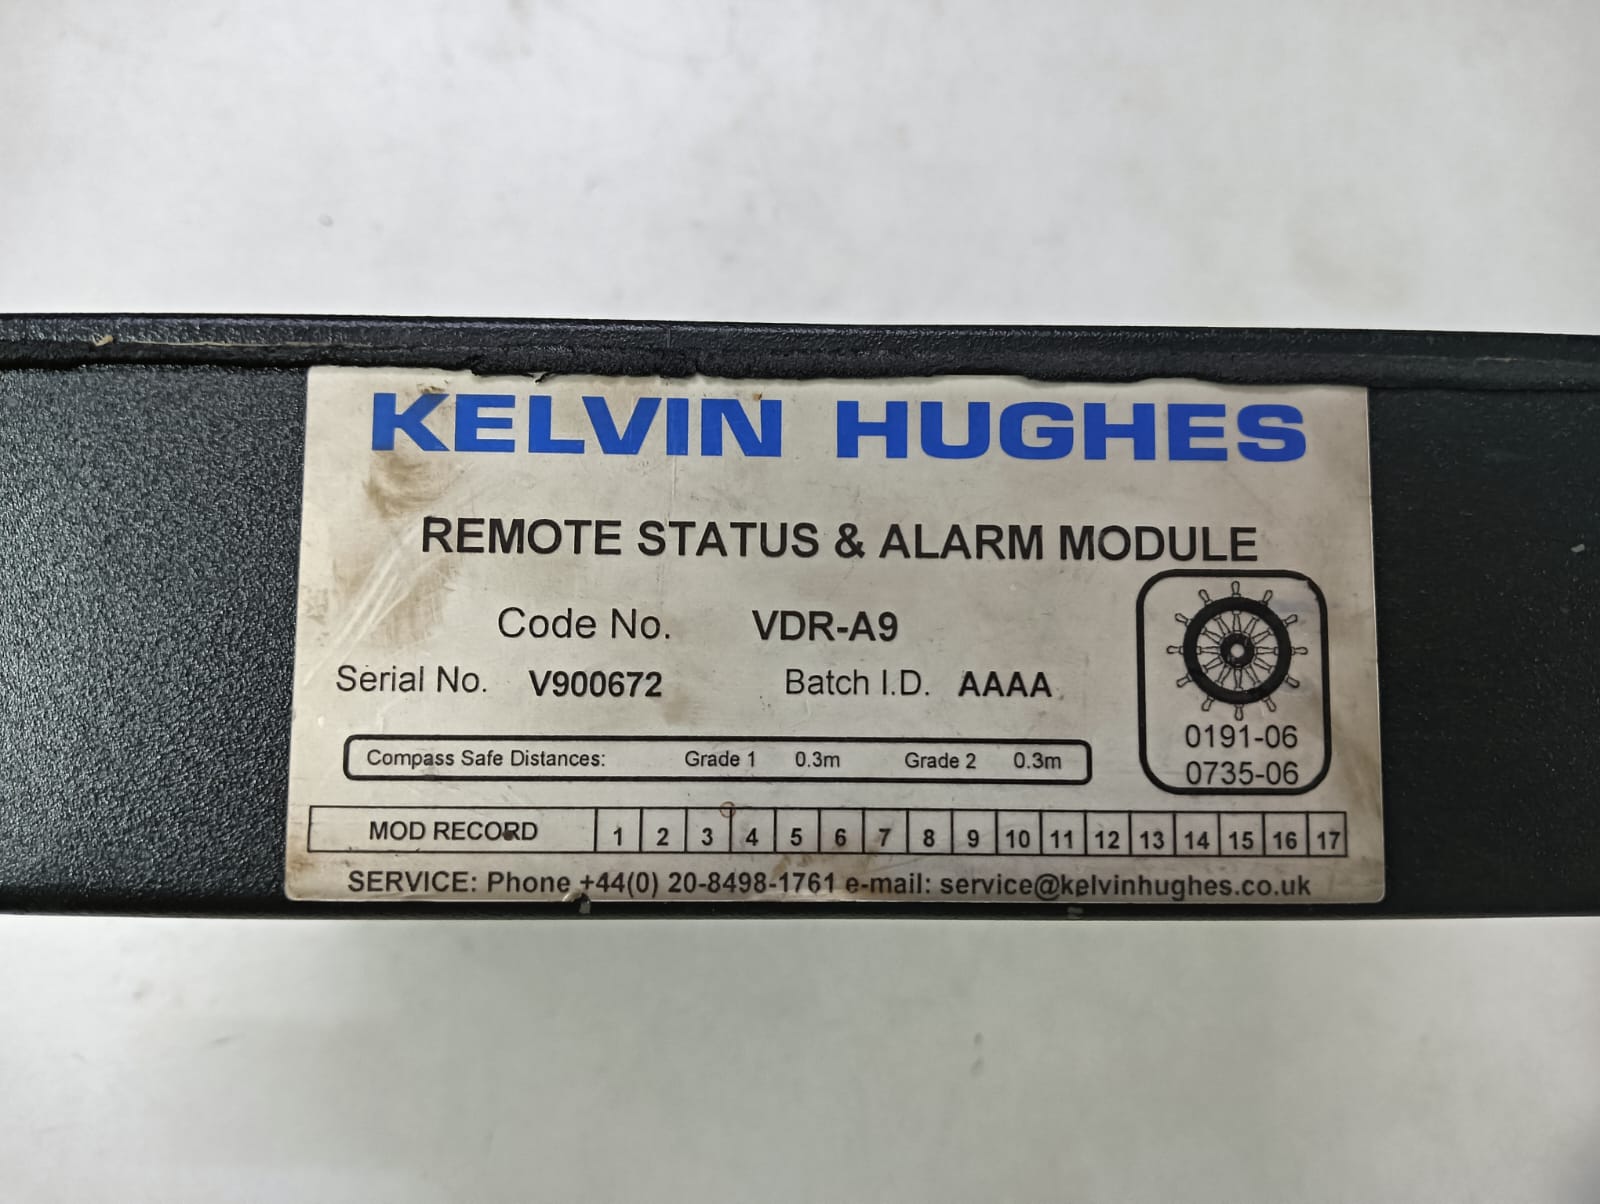 KELVIN HUGHES
REMOTE STATUS & ALARM MODULE
Code No. VDR-A9
Serial No. V900672 Batch I.D. AAAA
0191-06
0735-06
Compass Safe Distances: Grade 1 0.3m Grade 2 0.3m
MOD RECORD 1 2 3 4 5 6 7 8 9 10 11 12 13 14 15 16 17
SERVICE: Phone +44(0) 20-8498-1761 e-mail: service@kelvinhughes.co.uk